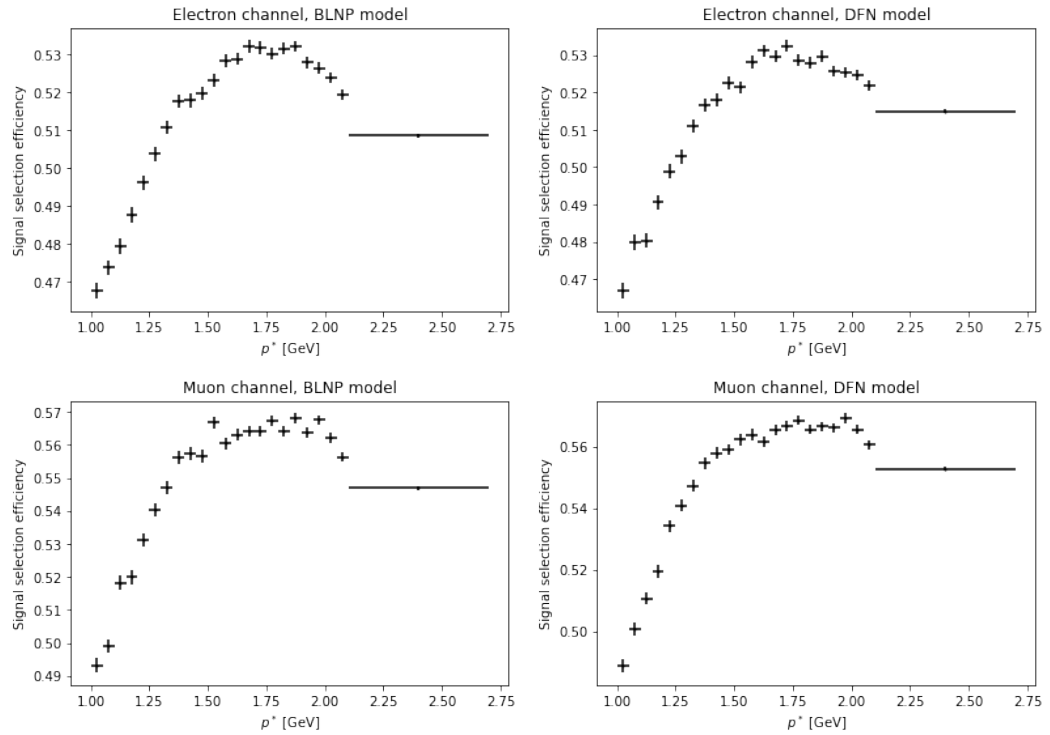 Electron channel, BLNP model
Signal selection efficiency
0.53
0.52
0.51
0.50
0.49
0.48
0.47
1.00 1.25 1.50 1.75 2.00 2.25 2.50 2.75
p* [GeV]
Electron channel, DFN model
Signal selection efficiency
0.53
0.52
0.51
0.50
0.49
0.48
0.47
1.00 1.25 1.50 1.75 2.00 2.25 2.50 2.75
p* [GeV]
Muon channel, BLNP model
Signal selection efficiency
0.57
0.56
0.55
0.54
0.53
0.52
0.51
0.50
0.49
1.00 1.25 1.50 1.75 2.00 2.25 2.50 2.75
p* [GeV]
Muon channel, DFN model
Signal selection efficiency
0.56
0.54
0.52
0.50
1.00 1.25 1.50 1.75 2.00 2.25 2.50 2.75
p* [GeV]